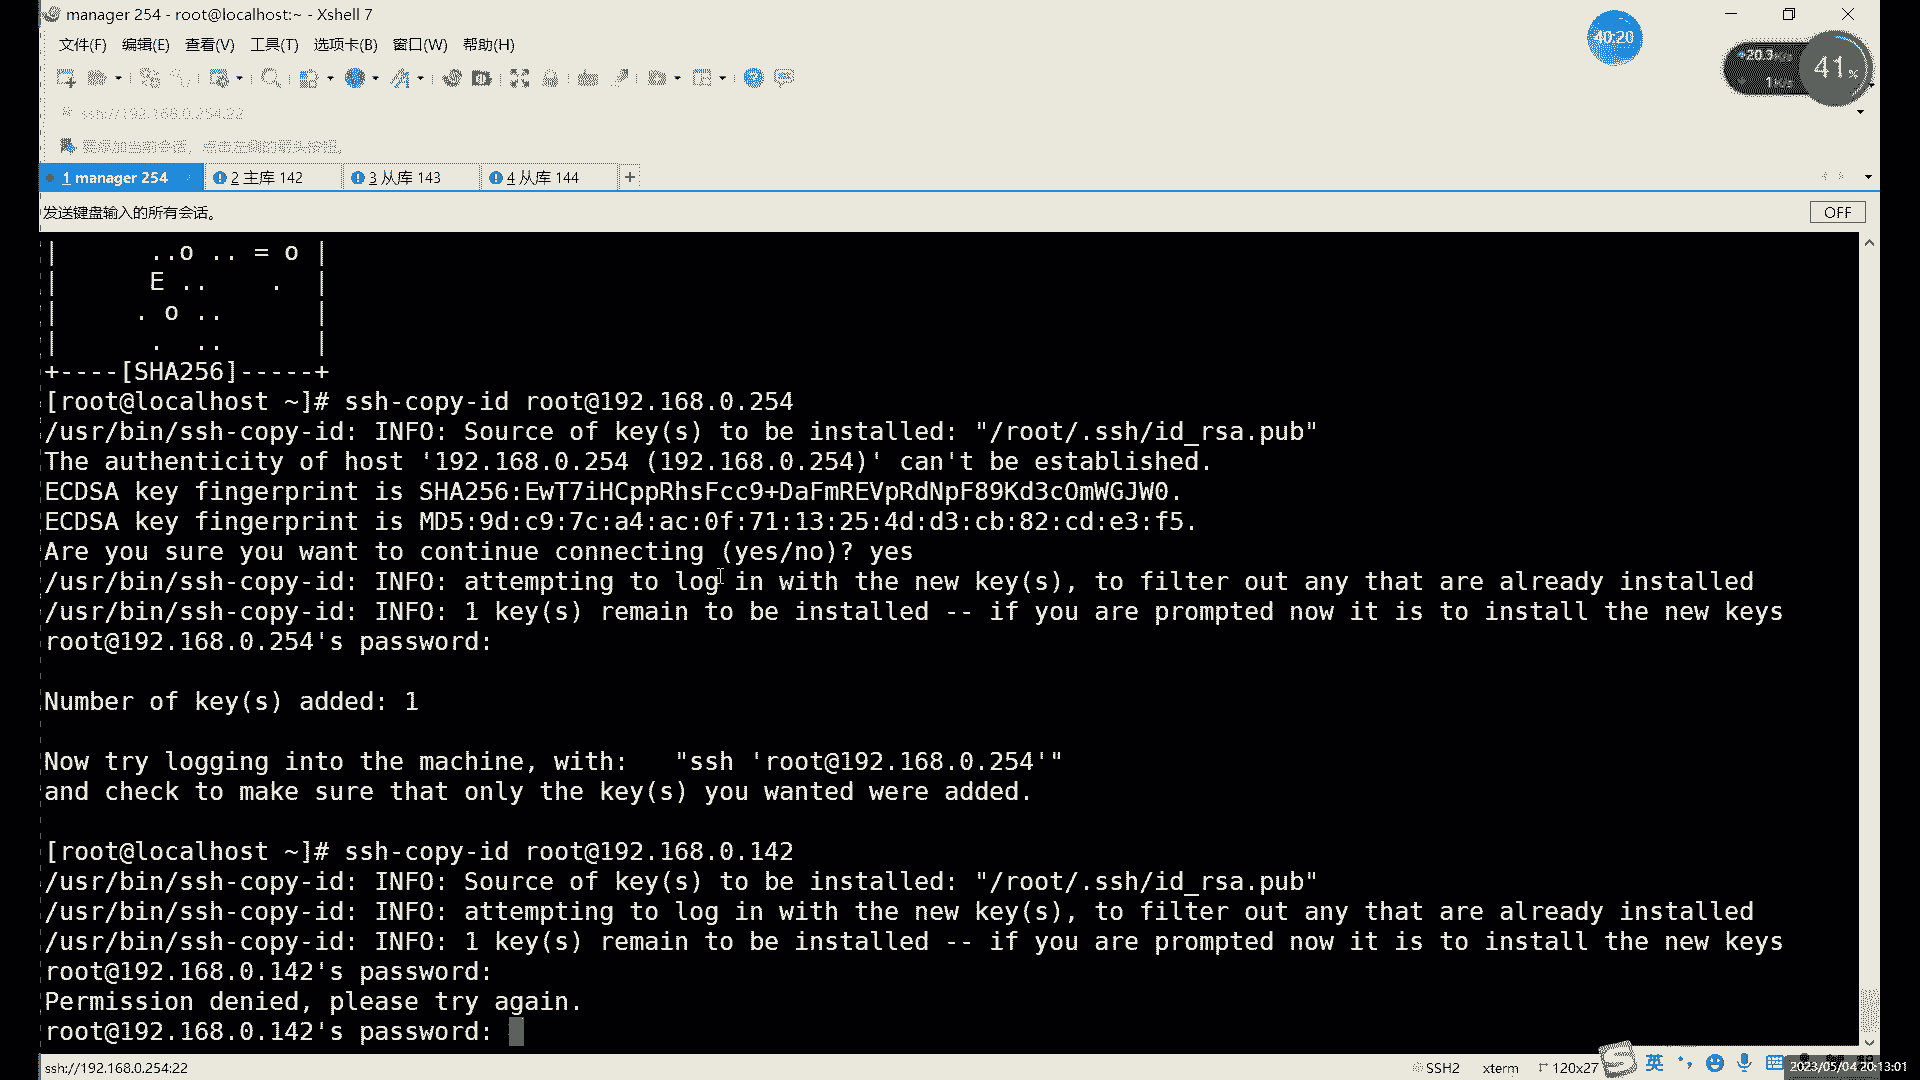 manager 254 - root@localhost:~ - Xshell 7
文件(F) 编辑(E) 查看(V) 工具(T) 选项卡(B) 窗口(W) 帮助(H)
40:20
20.3K/s
1K/s
41%
ssh://192.168.0.254:22
要添加当前会话，点击左侧的箭头按钮。
1 manager 254 2 主库 142 3 从库 143 4 从库 144 +
发送键盘输入的所有会话。 OFF
| ..o .. = o |
| E .. . |
| . o .. |
| . .. |
+----[SHA256]-----+
[root@localhost ~]# ssh-copy-id root@192.168.0.254
/usr/bin/ssh-copy-id: INFO: Source of key(s) to be installed: "/root/.ssh/id_rsa.pub"
The authenticity of host '192.168.0.254 (192.168.0.254)' can't be established.
ECDSA key fingerprint is SHA256:EwT7iHCppRhsFcc9+DaFmREVpRdNpF89Kd3cOmWGJW0.
ECDSA key fingerprint is MD5:9d:c9:7c:a4:ac:0f:71:13:25:4d:d3:cb:82:cd:e3:f5.
Are you sure you want to continue connecting (yes/no)? yes
/usr/bin/ssh-copy-id: INFO: attempting to log in with the new key(s), to filter out any that are already installed
/usr/bin/ssh-copy-id: INFO: 1 key(s) remain to be installed -- if you are prompted now it is to install the new keys
root@192.168.0.254's password:
Number of key(s) added: 1
Now try logging into the machine, with: "ssh 'root@192.168.0.254'"
and check to make sure that only the key(s) you wanted were added.
[root@localhost ~]# ssh-copy-id root@192.168.0.142
/usr/bin/ssh-copy-id: INFO: Source of key(s) to be installed: "/root/.ssh/id_rsa.pub"
/usr/bin/ssh-copy-id: INFO: attempting to log in with the new key(s), to filter out any that are already installed
/usr/bin/ssh-copy-id: INFO: 1 key(s) remain to be installed -- if you are prompted now it is to install the new keys
root@192.168.0.142's password:
Permission denied, please try again.
root@192.168.0.142's password:
ssh://192.168.0.254:22 SSH2 xterm 120x27 英
2023/05/04 20:13:01